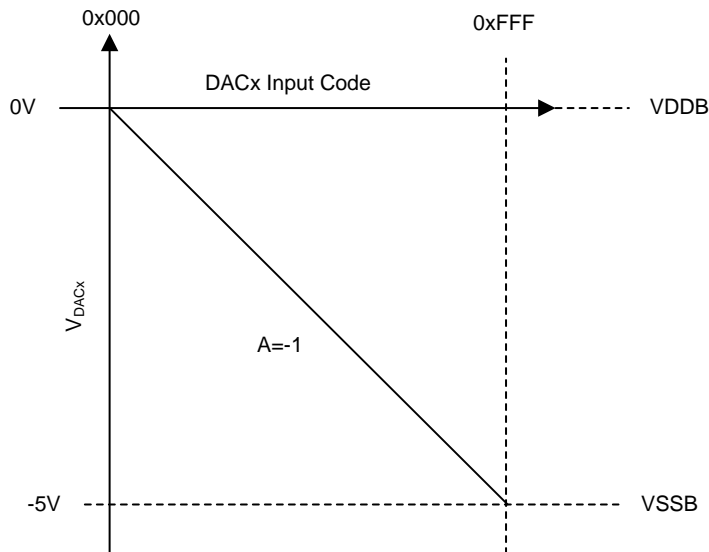 0x000
0xFFF
DACx Input Code
0V
VDDB
VDACx
A=-1
-5V
VSSB